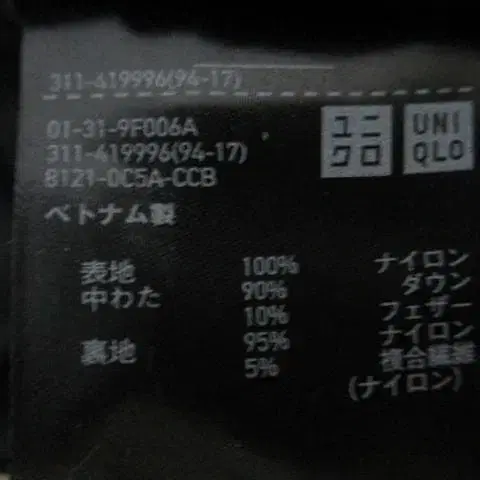 311-419996(94-17)
01-31-9F006A
311-419996(94-17)
8121-0C5A-CCB
ユニ
クロ
UNI
QLO
ベトナム製
表地 100% ナイロン
中わた 90% ダウン
10% フェザー
裏地 95% ナイロン
5% 複合繊維
(ナイロン)